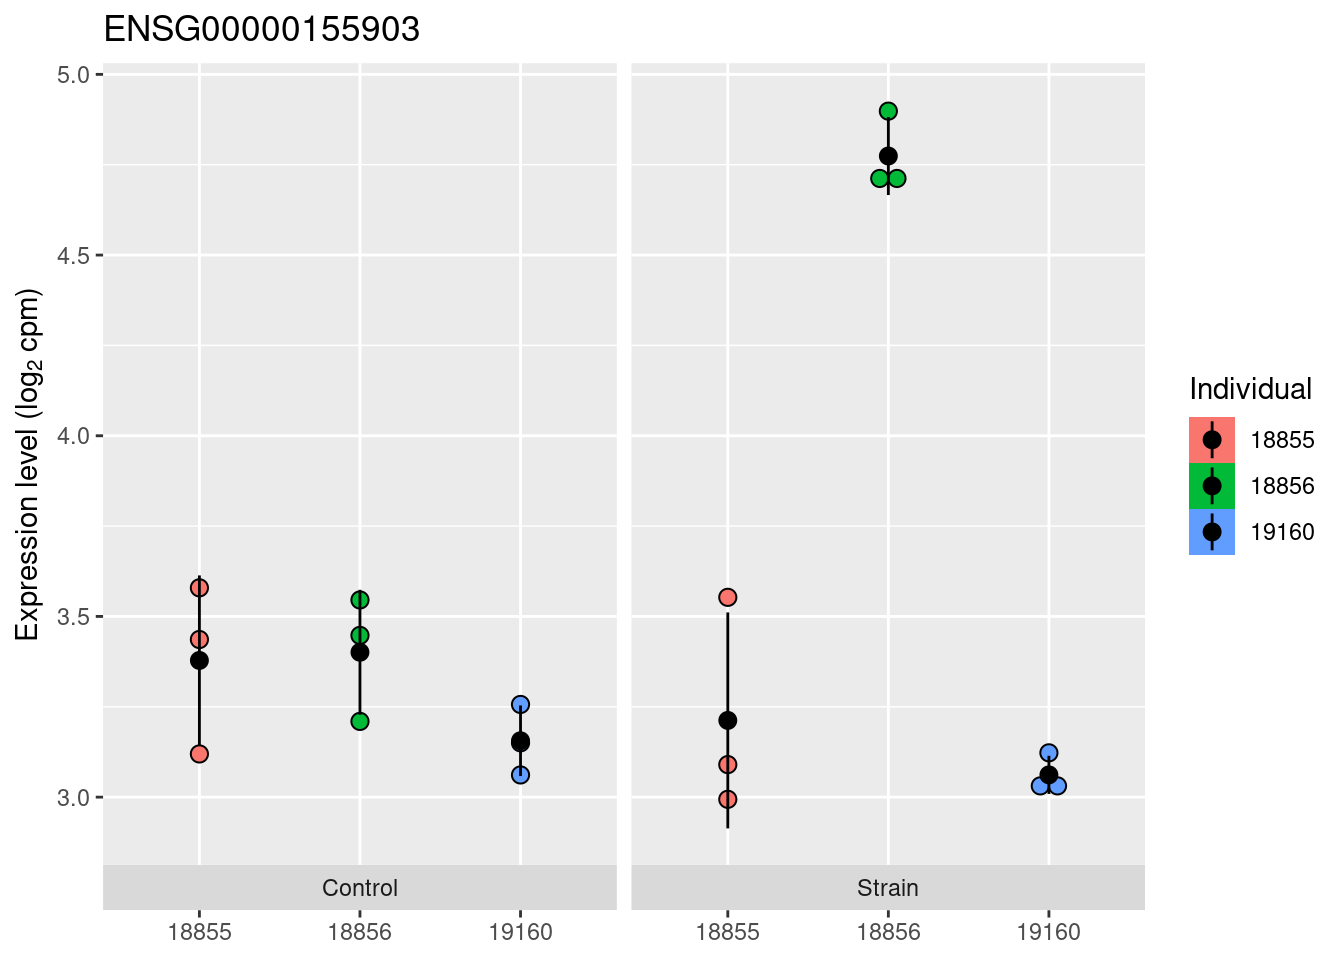 ENSG00000155903
Expression level (log₂ cpm)
5.0
4.5
4.0
3.5
3.0
Control
Strain
18855
18856
19160
18855
18856
19160
Individual
18855
18856
19160